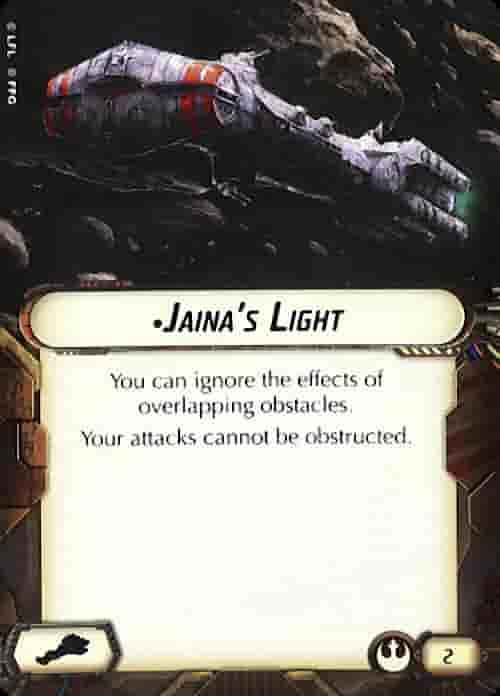 © LFL © FFG
•JAINA'S LIGHT
You can ignore the effects of
overlapping obstacles.
Your attacks cannot be obstructed.
2